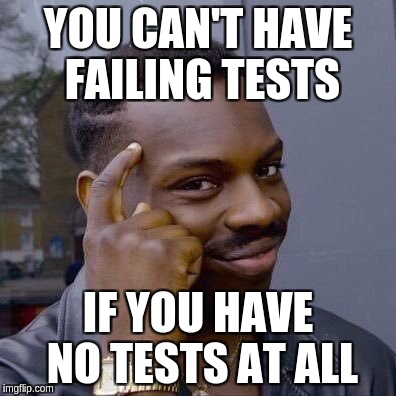 YOU CAN'T HAVE
FAILING TESTS
IF YOU HAVE
NO TESTS AT ALL
imgflip.com